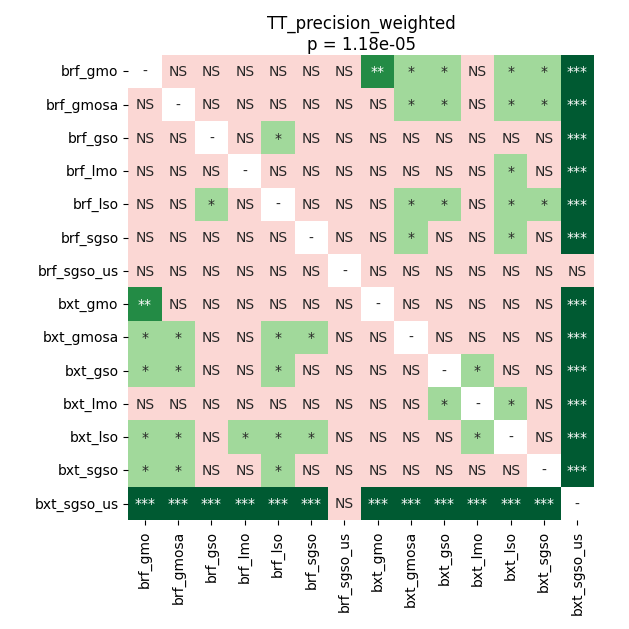 TT_precision_weighted
p = 1.18e-05
brf_gmo - NS NS NS NS NS NS ** * * NS * * ***
brf_gmosa NS - NS NS NS NS NS NS * * NS * * ***
brf_gso NS NS - NS * NS NS NS NS NS NS NS NS ***
brf_lmo NS NS NS - NS NS NS NS NS NS NS * NS ***
brf_lso NS NS * NS - NS NS NS * * NS * * ***
brf_sgso NS NS NS NS NS - NS NS * NS NS * NS ***
brf_sgso_us NS NS NS NS NS NS - NS NS NS NS NS NS NS
bxt_gmo ** NS NS NS NS NS NS - NS NS NS NS NS ***
bxt_gmosa * * NS NS * * NS NS - NS NS NS NS ***
bxt_gso * * NS NS * NS NS NS NS - * NS NS ***
bxt_lmo NS NS NS NS NS NS NS NS NS * - * NS ***
bxt_lso * * NS * * * NS NS NS NS * - NS ***
bxt_sgso * * NS NS * NS NS NS NS NS NS NS - ***
bxt_sgso_us *** *** *** *** *** *** NS *** *** *** *** *** *** -
brf_gmo
brf_gmosa
brf_gso
brf_lmo
brf_lso
brf_sgso
brf_sgso_us
bxt_gmo
bxt_gmosa
bxt_gso
bxt_lmo
bxt_lso
bxt_sgso
bxt_sgso_us